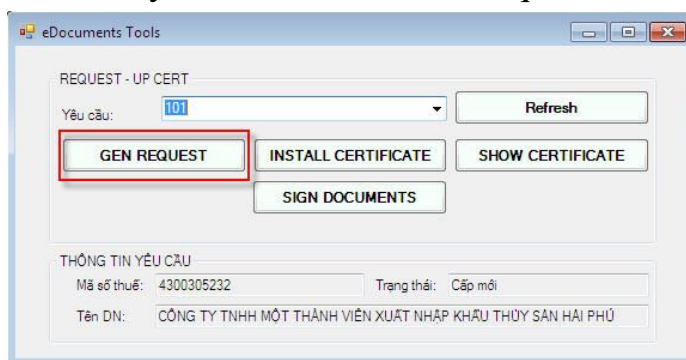 eDocuments Tools
REQUEST - UP CERT
Yêu cầu: 101 Refresh
GEN REQUEST INSTALL CERTIFICATE SHOW CERTIFICATE
SIGN DOCUMENTS
THÔNG TIN YÊU CẦU
Mã số thuế: 4300305232 Trạng thái: Cấp mới
Tên DN: CÔNG TY TNHH MỘT THÀNH VIÊN XUẤT NHẬP KHẨU THỦY SẢN HẢI PHÚ